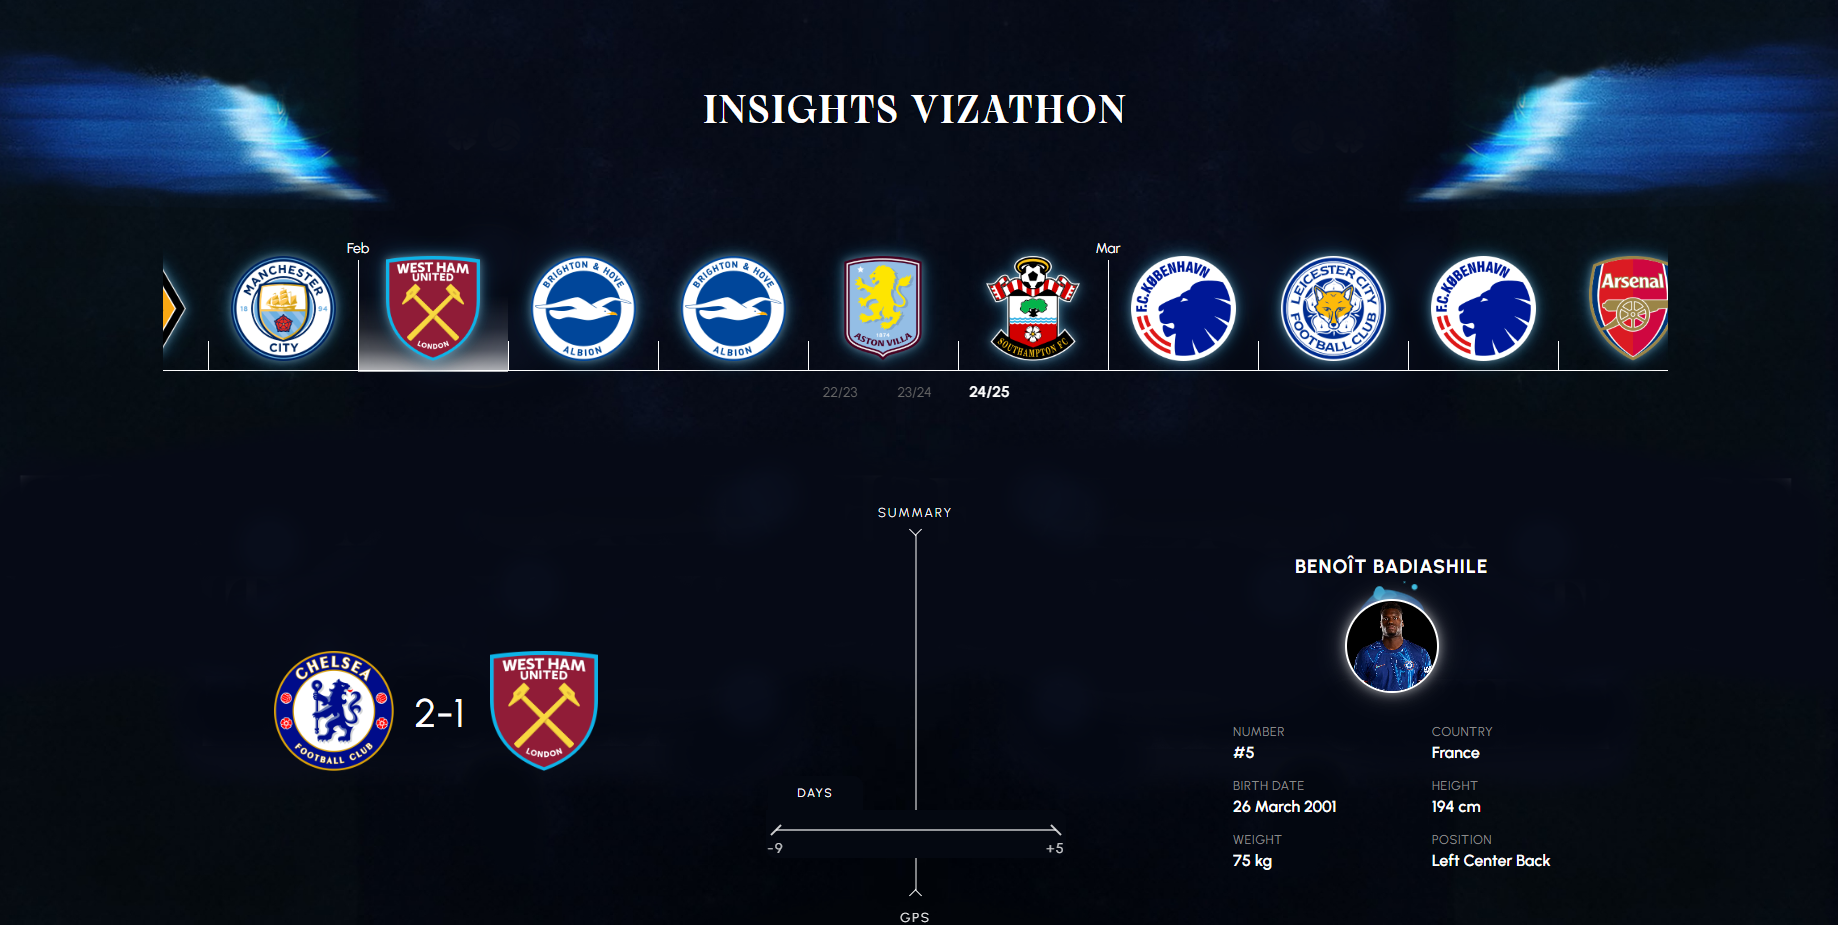 INSIGHTS VIZATHON
Feb
Mar
MANCHESTER
18 94
CITY
WEST HAM
UNITED
LONDON
BRIGHTON & HOVE
ALBION
BRIGHTON & HOVE
ALBION
1874
ASTON VILLA
SOUTHAMPTON FC
F.C. KØBENHAVN
LEICESTER CITY
FOOTBALL CLUB
F.C. KØBENHAVN
Arsenal
22/23 23/24 24/25
SUMMARY
CHELSEA
FOOTBALL CLUB
2-1
WEST HAM
UNITED
LONDON
DAYS
-9 +5
GPS
BENOÎT BADIASHILE
NUMBER COUNTRY
#5 France
BIRTH DATE HEIGHT
26 March 2001 194 cm
WEIGHT POSITION
75 kg Left Center Back